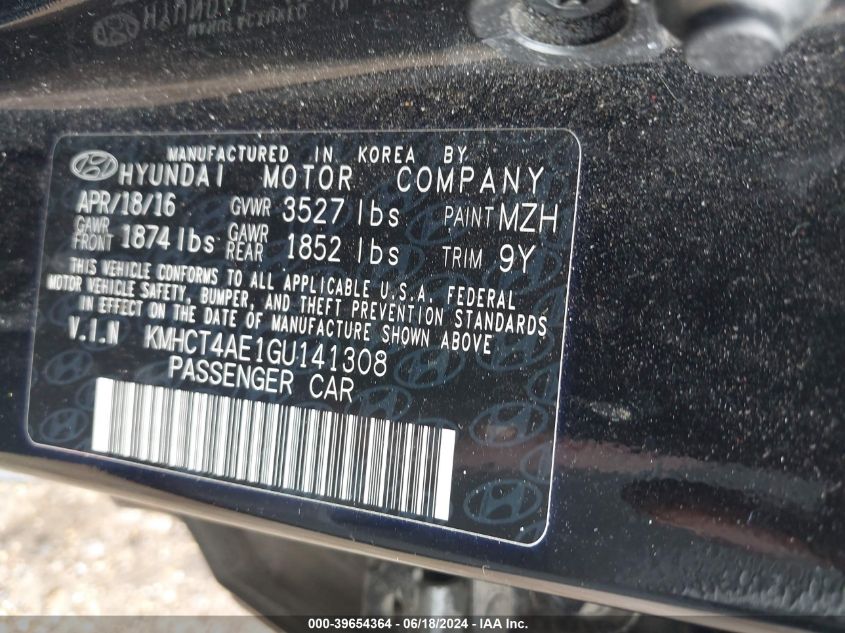 MANUFACTURED IN KOREA BY
HYUNDAI MOTOR COMPANY
APR/18/16 GVWR 3527 lbs PAINT MZH
GAWR FRONT 1874 lbs GAWR REAR 1852 lbs TRIM 9Y
THIS VEHICLE CONFORMS TO ALL APPLICABLE U.S.A. FEDERAL
MOTOR VEHICLE SAFETY, BUMPER, AND THEFT PREVENTION STANDARDS
IN EFFECT ON THE DATE OF MANUFACTURE SHOWN ABOVE
V.I.N KMHCT4AE1GU141308
PASSENGER CAR
000-39654364 - 06/18/2024 - IAA Inc.